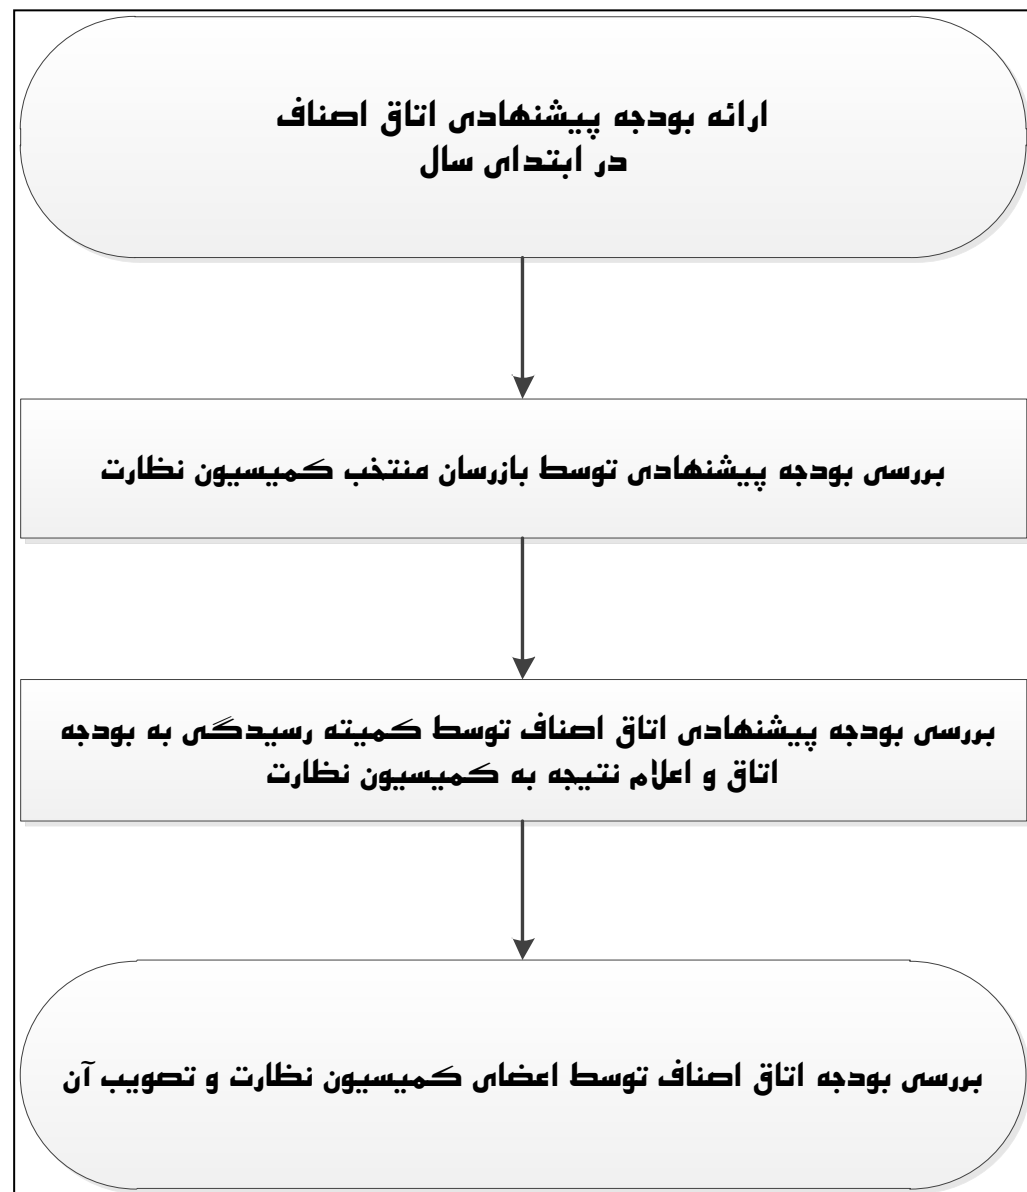 ارائه بودجه پیشنهادی اتاق اصناف
در ابتدای سال
بررسی بودجه پیشنهادی توسط بازرسان منتخب کمیسیون نظارت
بررسی بودجه پیشنهادی اتاق اصناف توسط کمیته رسیدگی به بودجه
اتاق و اعلام نتیجه به کمیسیون نظارت
بررسی بودجه اتاق اصناف توسط اعضای کمیسیون نظارت و تصویب آن